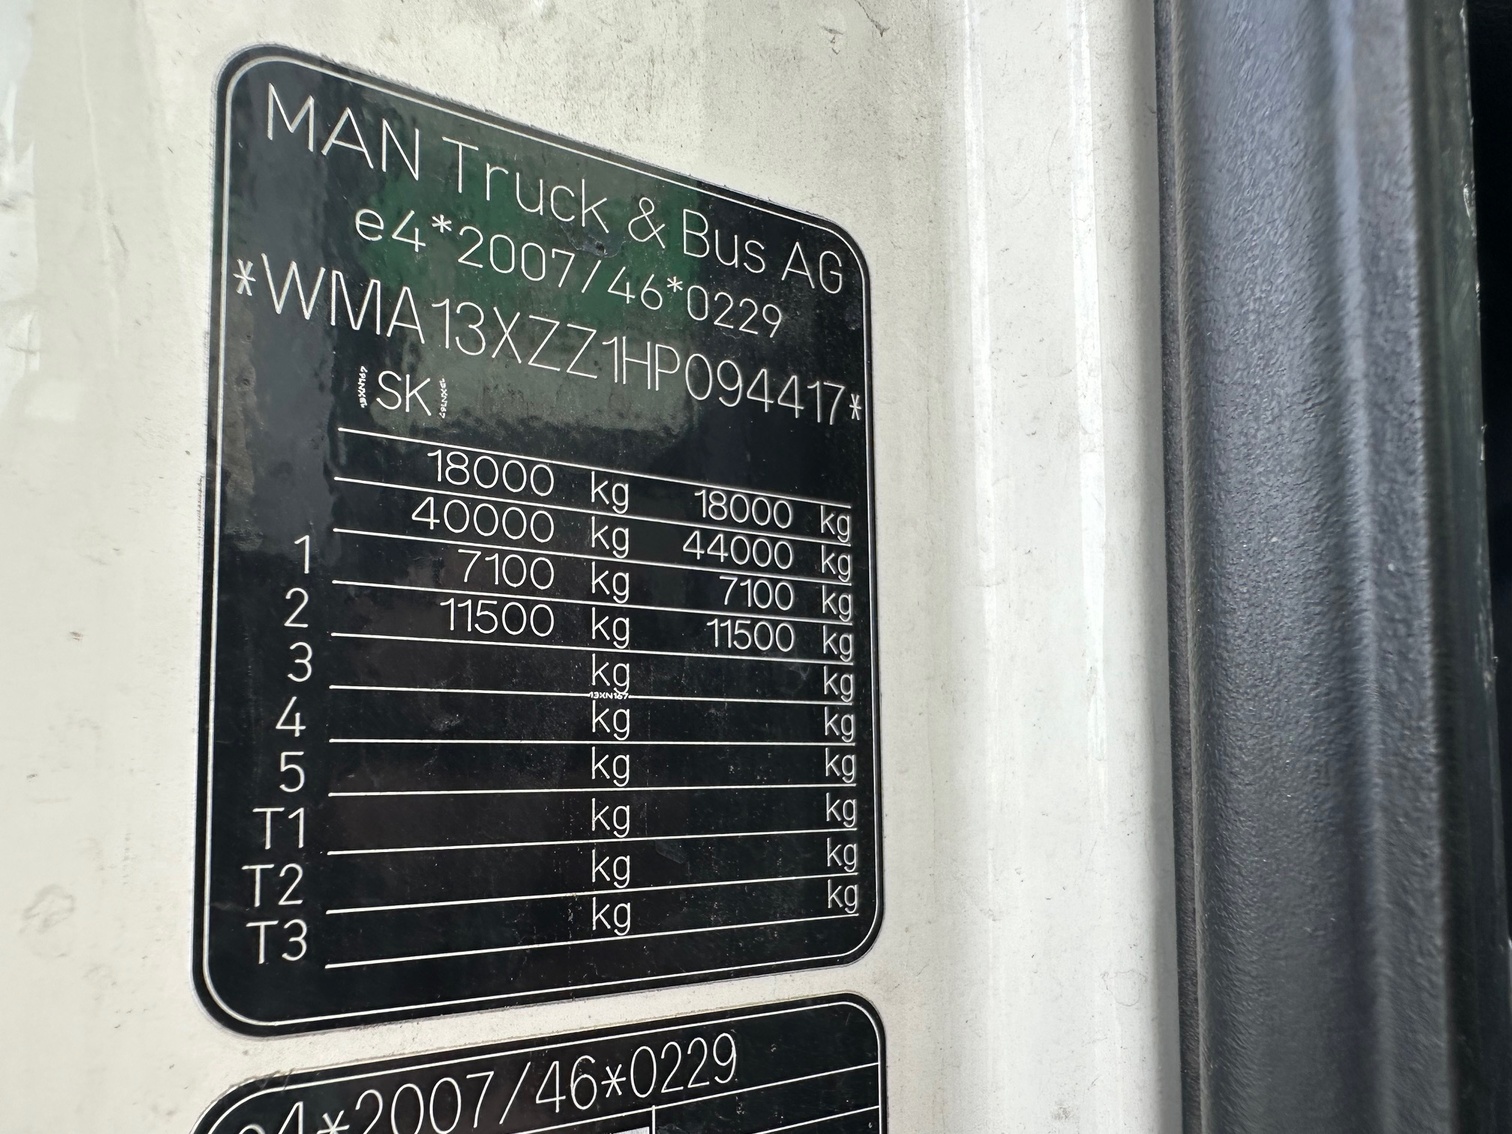 MAN Truck & Bus AG
e4*2007/46*0229
*WMA13XZZ1HP094417*
SK
18000 kg 18000 kg
40000 kg 44000 kg
1 7100 kg 7100 kg
2 11500 kg 11500 kg
3 kg kg
13XN167
4 kg kg
5 kg kg
T1 kg kg
T2 kg kg
T3 kg kg
e4*2007/46*0229